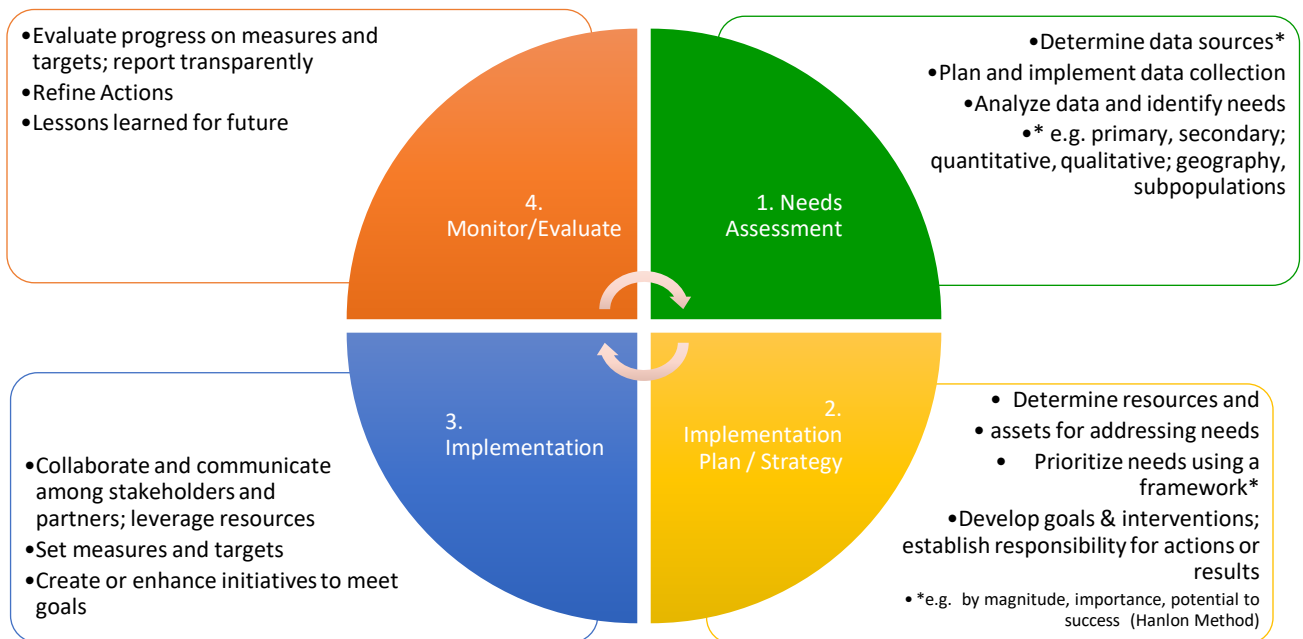 •Evaluate progress on measures and
targets; report transparently
•Refine Actions
•Lessons learned for future
•Determine data sources*
•Plan and implement data collection
•Analyze data and identify needs
•* e.g. primary, secondary;
quantitative, qualitative; geography,
subpopulations
4.
Monitor/Evaluate
1. Needs
Assessment
3.
Implementation
2.
Implementation
Plan / Strategy
•Collaborate and communicate
among stakeholders and
partners; leverage resources
•Set measures and targets
•Create or enhance initiatives to meet
goals
• Determine resources and
• assets for addressing needs
• Prioritize needs using a
framework*
•Develop goals & interventions;
establish responsibility for actions or
results
• *e.g. by magnitude, importance, potential to
success (Hanlon Method)